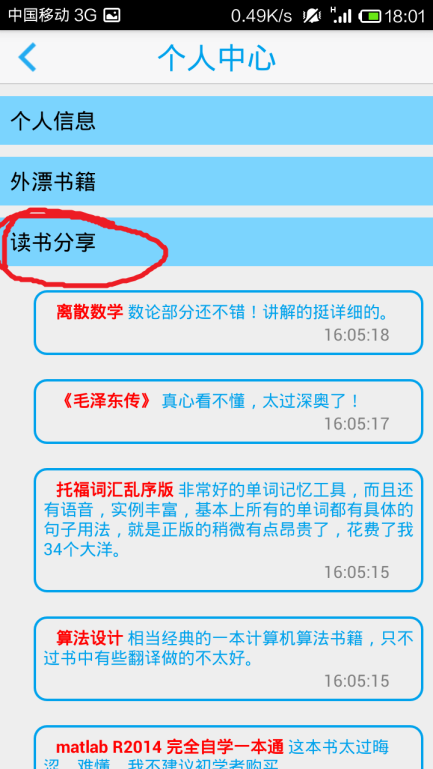 中国移动 3G 0.49K/s H 18:01
个人中心
个人信息
外漂书籍
读书分享
离散数学 数论部分还不错！讲解的挺详细的。
16:05:18
《毛泽东传》 真心看不懂，太过深奥了！
16:05:17
托福词汇乱序版 非常好的单词记忆工具，而且还
有语音，实例丰富，基本上所有的单词都有具体的
句子用法，就是正版的稍微有点昂贵了，花费了我
34个大洋。
16:05:15
算法设计 相当经典的一本计算机算法书籍，只不
过书中有些翻译做的不太好。
16:05:15
matlab R2014 完全自学一本通 这本书太过晦
涩，难懂，我不建议初学者购买